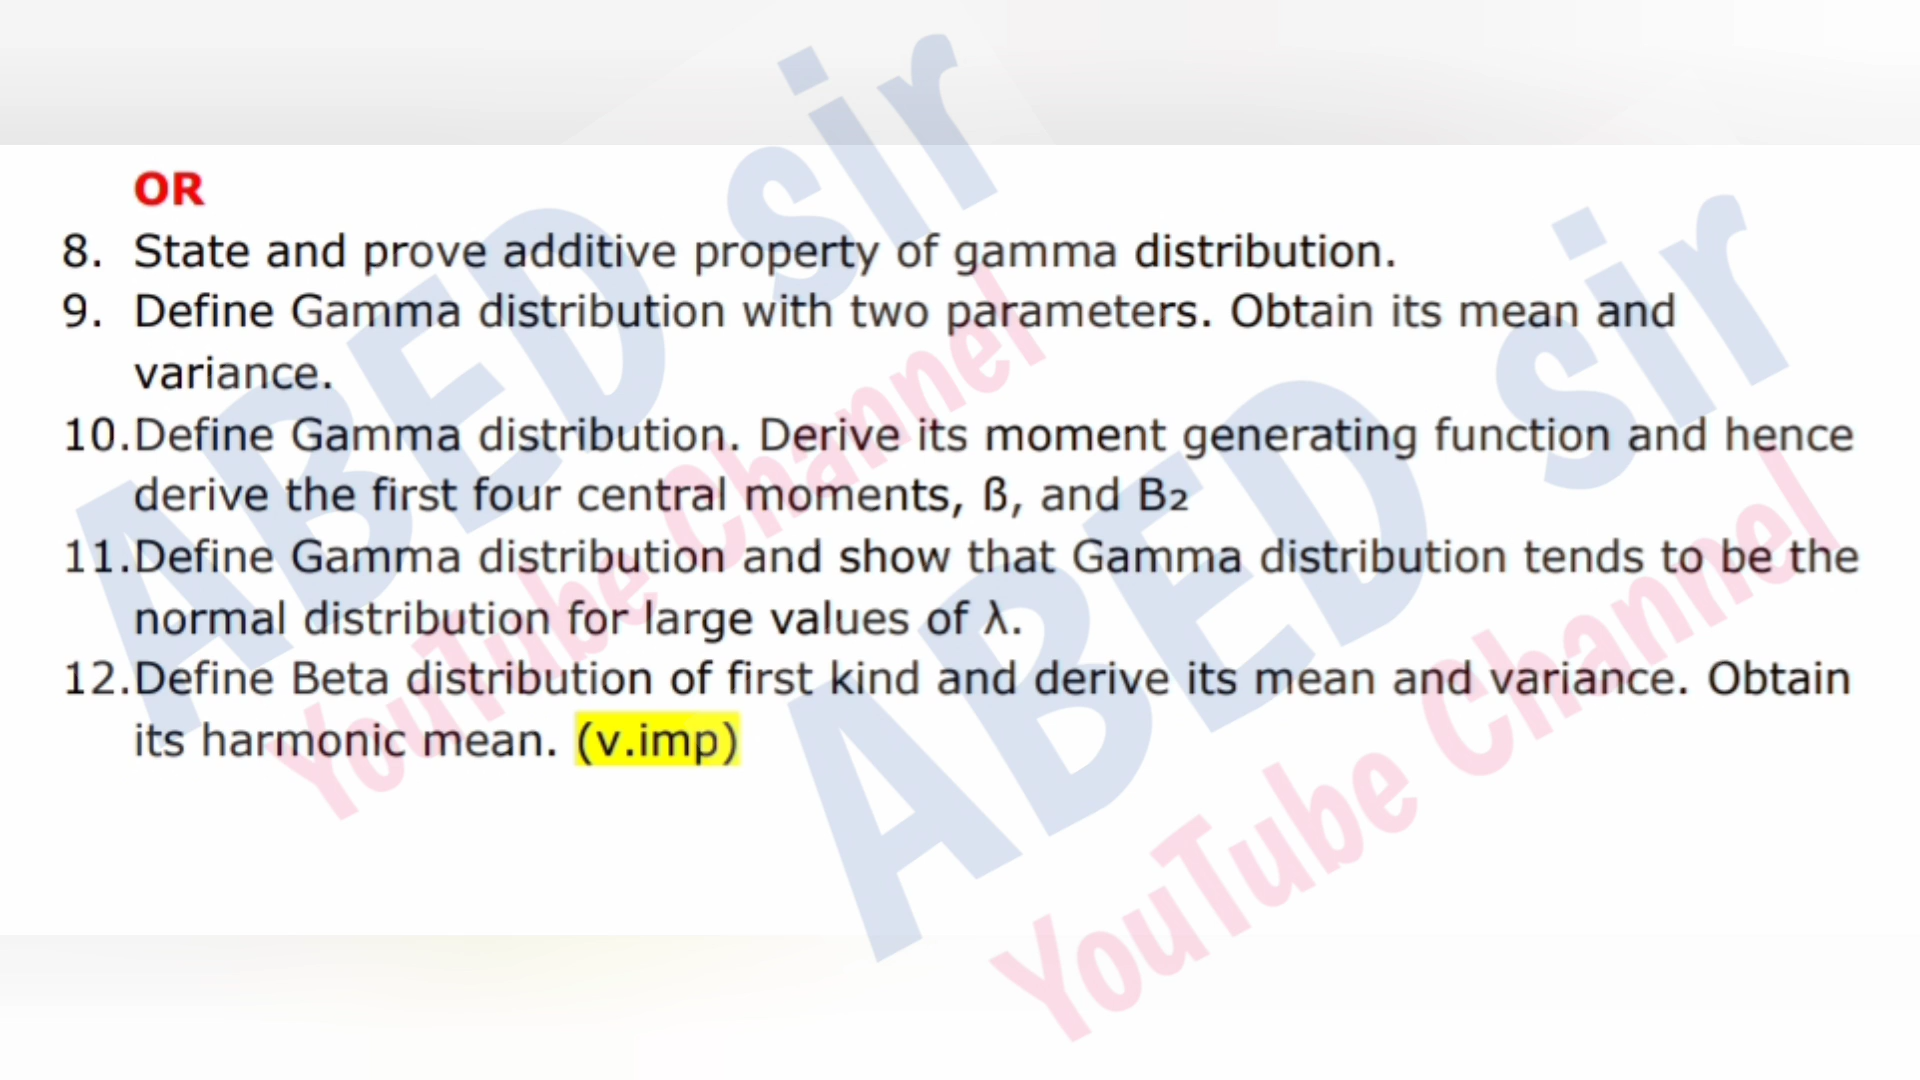 OR
8. State and prove additive property of gamma distribution.
9. Define Gamma distribution with two parameters. Obtain its mean and
variance.
10.Define Gamma distribution. Derive its moment generating function and hence
derive the first four central moments, ß, and B₂
11.Define Gamma distribution and show that Gamma distribution tends to be the
normal distribution for large values of λ.
12.Define Beta distribution of first kind and derive its mean and variance. Obtain
its harmonic mean. (v.imp)
ABED sir
YouTube Channel
ABED sir
YouTube Channel